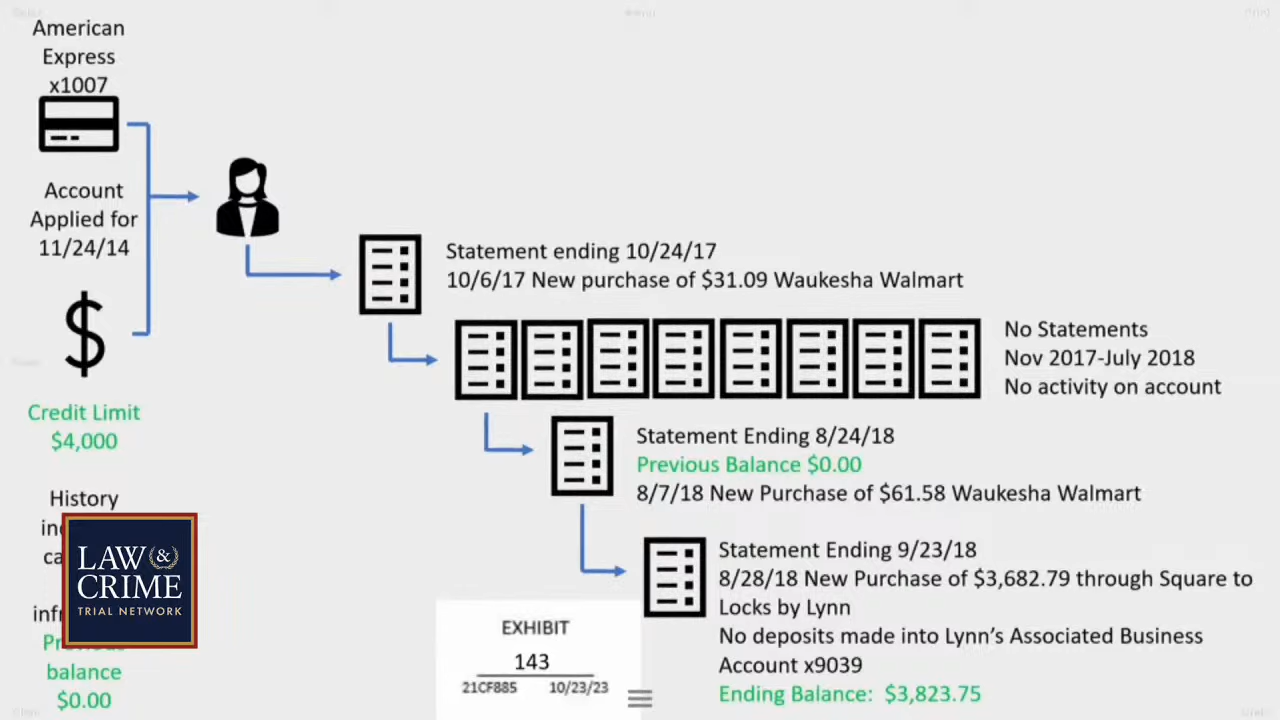 American
Express
x1007
Account
Applied for
11/24/14
Credit Limit
$4,000
History
balance
$0.00
Statement ending 10/24/17
10/6/17 New purchase of $31.09 Waukesha Walmart
No Statements
Nov 2017-July 2018
No activity on account
Statement Ending 8/24/18
Previous Balance $0.00
8/7/18 New Purchase of $61.58 Waukesha Walmart
Statement Ending 9/23/18
8/28/18 New Purchase of $3,682.79 through Square to
Locks by Lynn
No deposits made into Lynn's Associated Business
Account x9039
Ending Balance: $3,823.75
LAW &
CRIME
TRIAL NETWORK
EXHIBIT
143
21CF885 10/23/23